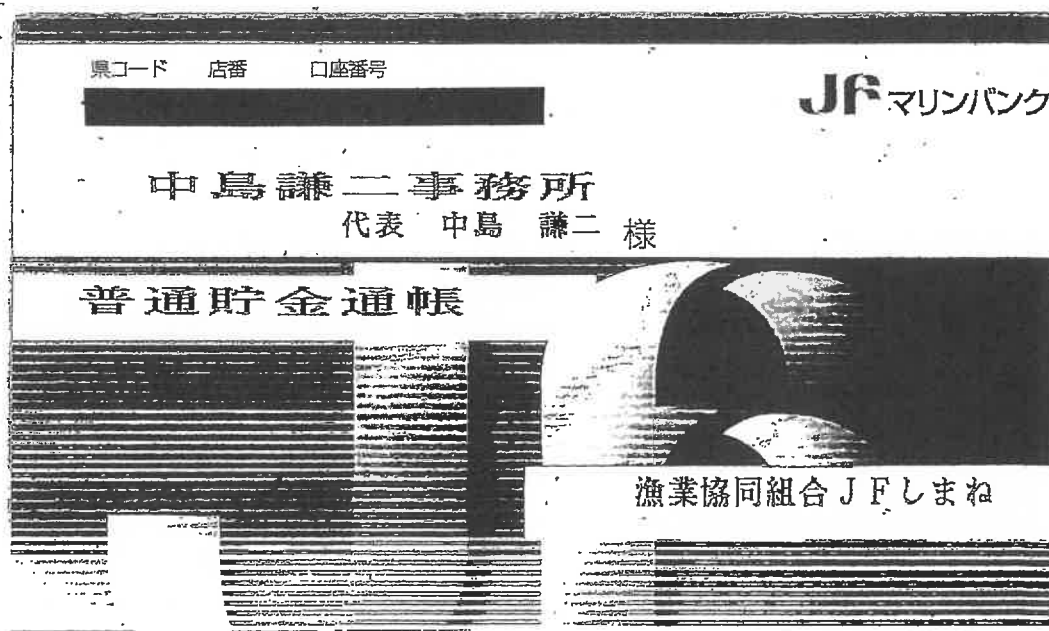 県コード 店番 口座番号
JF マリンバンク
中島謙二事務所
代表 中島 謙二 様
普通貯金通帳
漁業協同組合JFしまね